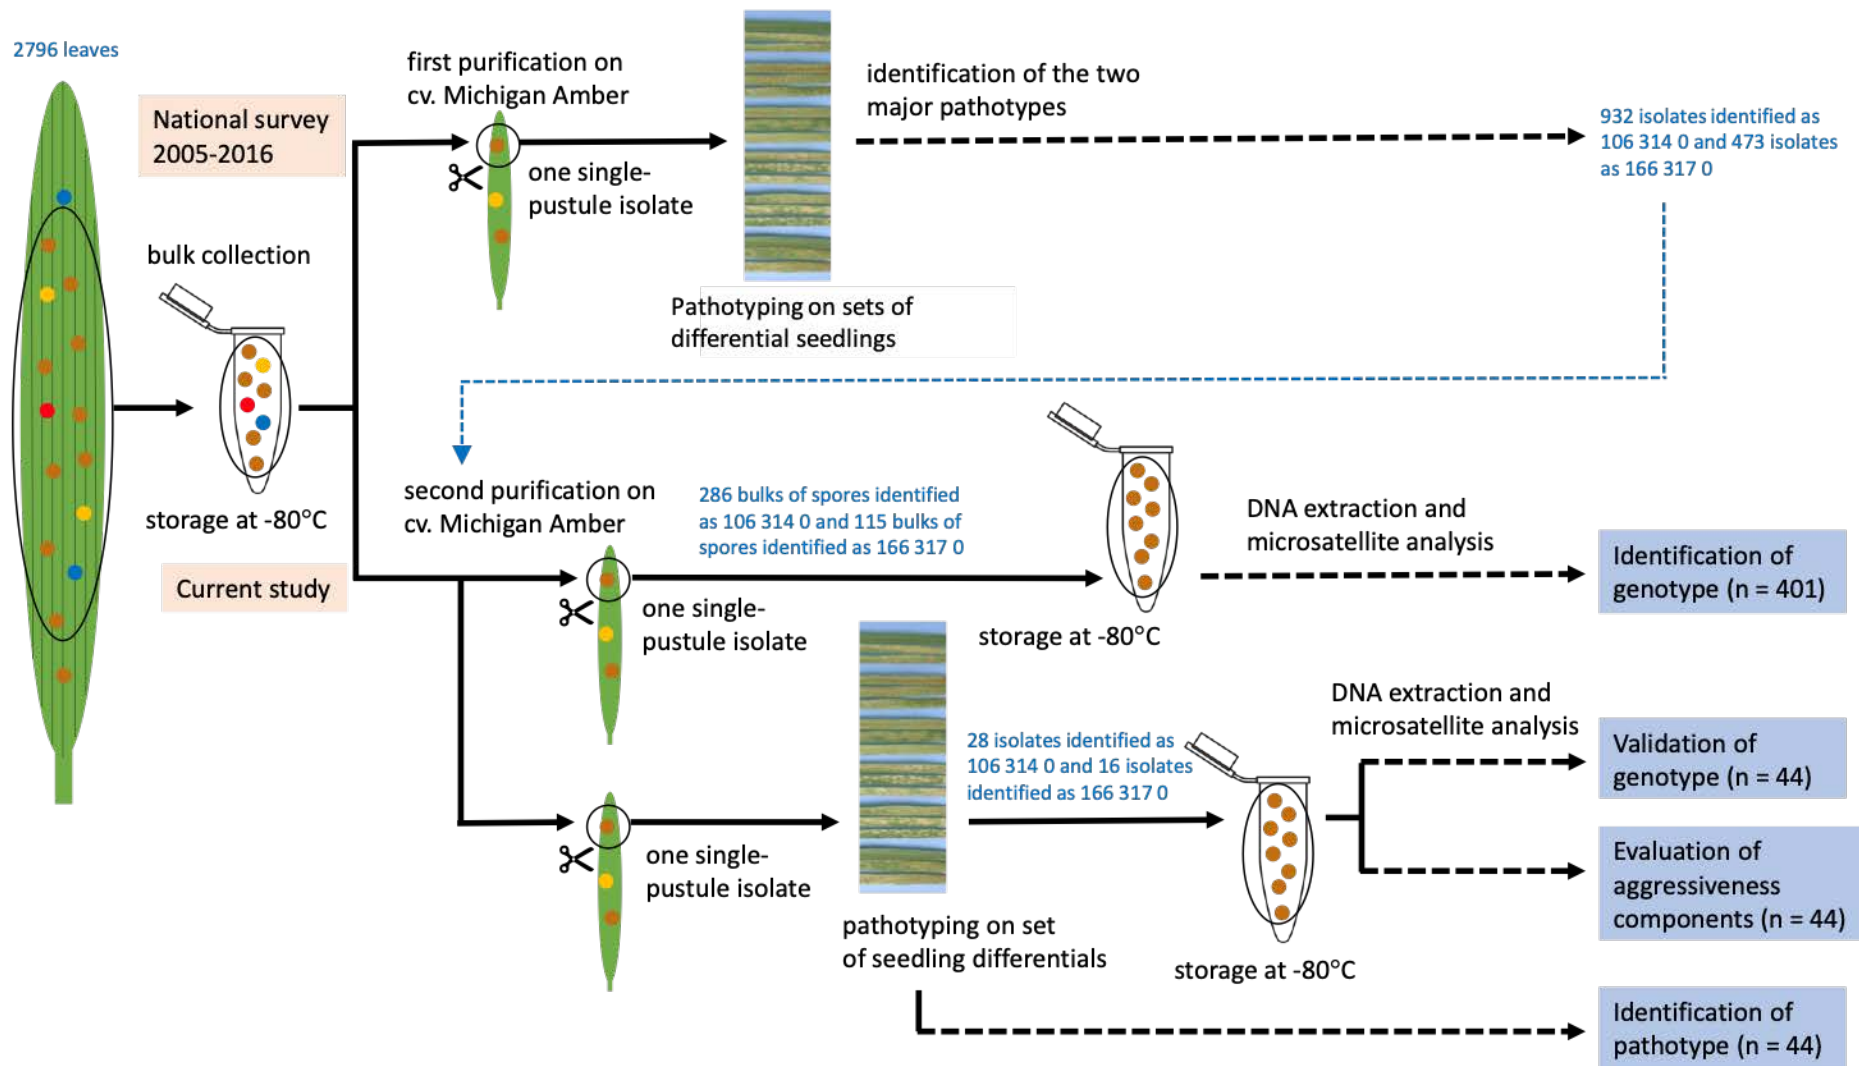 2796 leaves
National survey
2005-2016
first purification on
cv. Michigan Amber
one single-
pustule isolate
Pathotyping on sets of
differential seedlings
identification of the two
major pathotypes
932 isolates identified as
106 314 0 and 473 isolates
as 166 317 0
bulk collection
storage at -80°C
Current study
second purification on
cv. Michigan Amber
one single-
pustule isolate
286 bulks of spores identified
as 106 314 0 and 115 bulks of
spores identified as 166 317 0
storage at -80°C
DNA extraction and
microsatellite analysis
Identification of
genotype (n = 401)
one single-
pustule isolate
pathotyping on set
of seedling differentials
28 isolates identified as
106 314 0 and 16 isolates
identified as 166 317 0
storage at -80°C
DNA extraction and
microsatellite analysis
Validation of
genotype (n = 44)
Evaluation of
aggressiveness
components (n = 44)
Identification of
pathotype (n = 44)